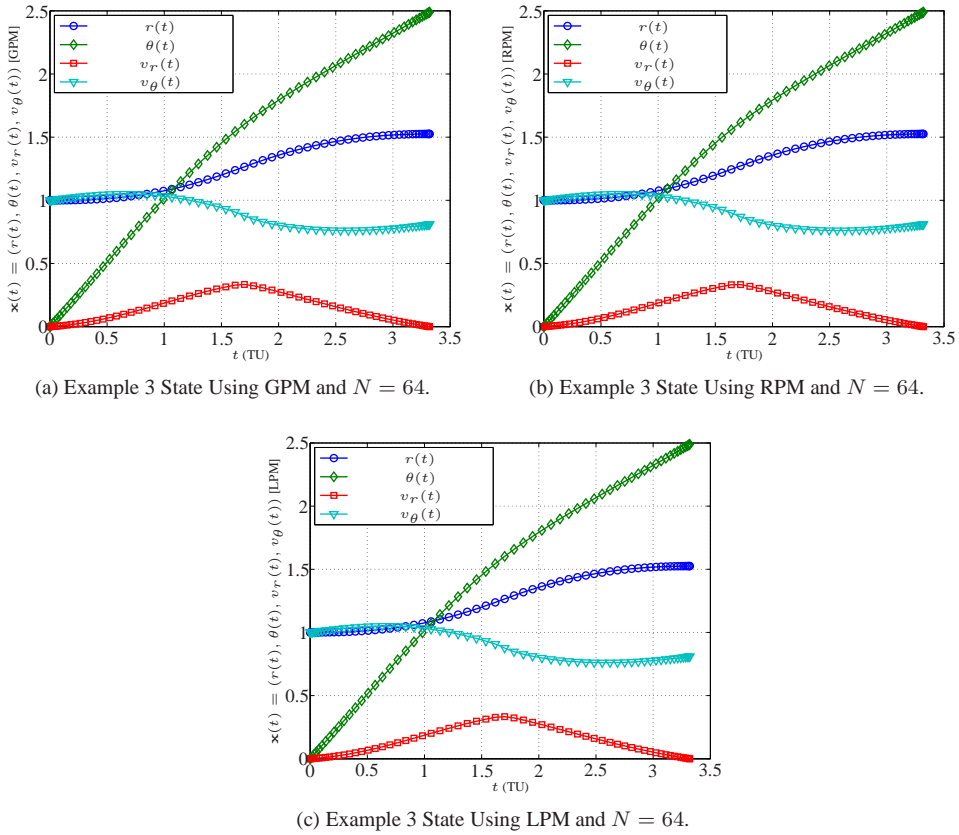 x(t) = (r(t), θ(t), v_r(t), v_θ(t)) [GPM]
2.5
2
1.5
1
0.5
0
r(t)
θ(t)
v_r(t)
v_θ(t)
0 0.5 1 1.5 2 2.5 3 3.5
t (TU)
(a) Example 3 State Using GPM and N = 64.
x(t) = (r(t), θ(t), v_r(t), v_θ(t)) [RPM]
2.5
2
1.5
1
0.5
0
r(t)
θ(t)
v_r(t)
v_θ(t)
0 0.5 1 1.5 2 2.5 3 3.5
t (TU)
(b) Example 3 State Using RPM and N = 64.
x(t) = (r(t), θ(t), v_r(t), v_θ(t)) [LPM]
2.5
2
1.5
1
0.5
0
r(t)
θ(t)
v_r(t)
v_θ(t)
0 0.5 1 1.5 2 2.5 3 3.5
t (TU)
(c) Example 3 State Using LPM and N = 64.